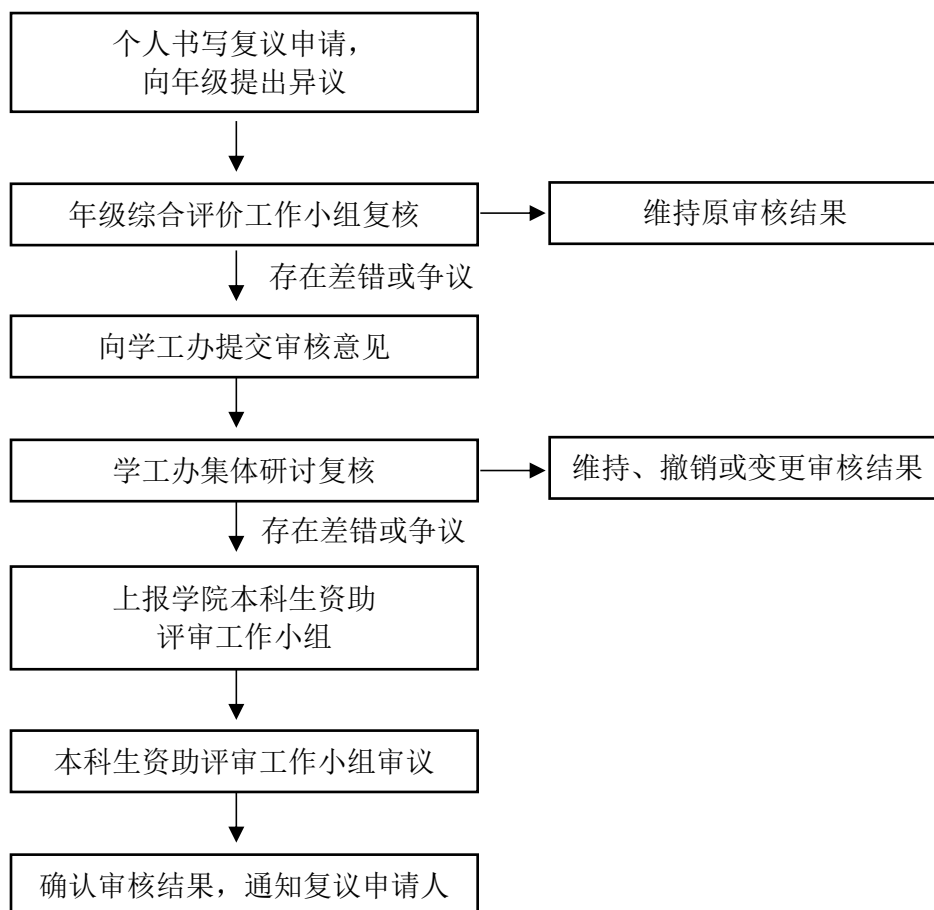 个人书写复议申请，
向年级提出异议
年级综合评价工作小组复核
维持原审核结果
存在差错或争议
向学工办提交审核意见
学工办集体研讨复核
维持、撤销或变更审核结果
存在差错或争议
上报学院本科生资助
评审工作小组
本科生资助评审工作小组审议
确认审核结果，通知复议申请人